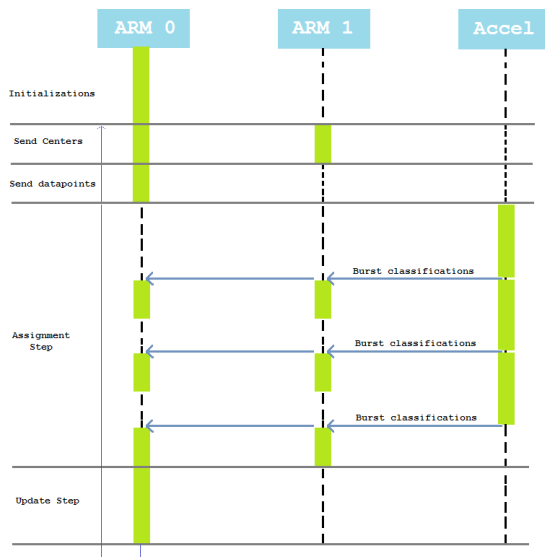 ARM 0
ARM 1
Accel
Initializations
Send Centers
Send datapoints
Burst classifications
Assignment
Step
Burst classifications
Burst classifications
Update Step